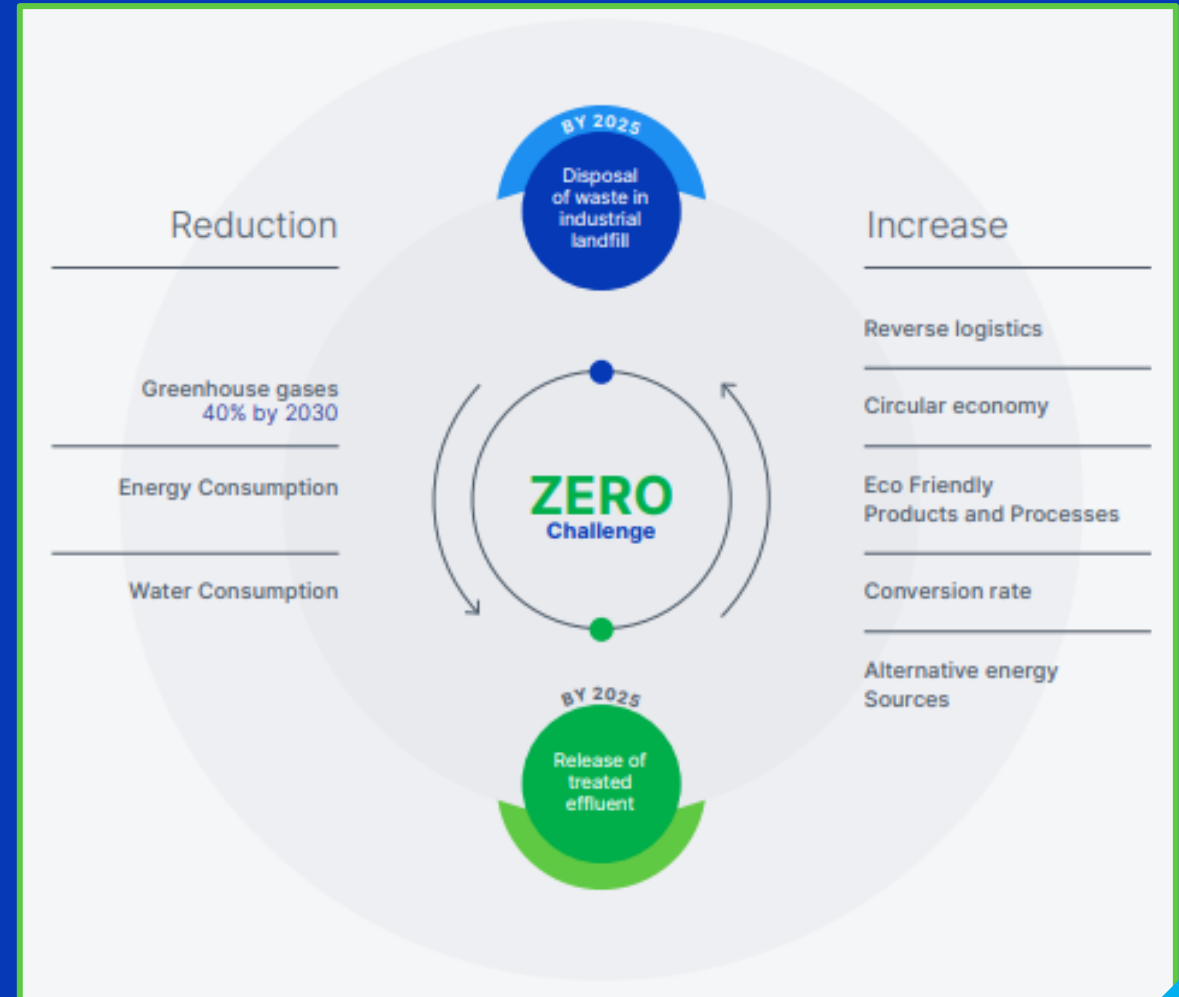 BY 2025
Disposal
of waste in
industrial
landfill
Reduction
Greenhouse gases
40% by 2030
Energy Consumption
Water Consumption
ZERO
Challenge
Increase
Reverse logistics
Circular economy
Eco Friendly
Products and Processes
Conversion rate
Alternative energy
Sources
BY 2025
Release of
treated
effluent